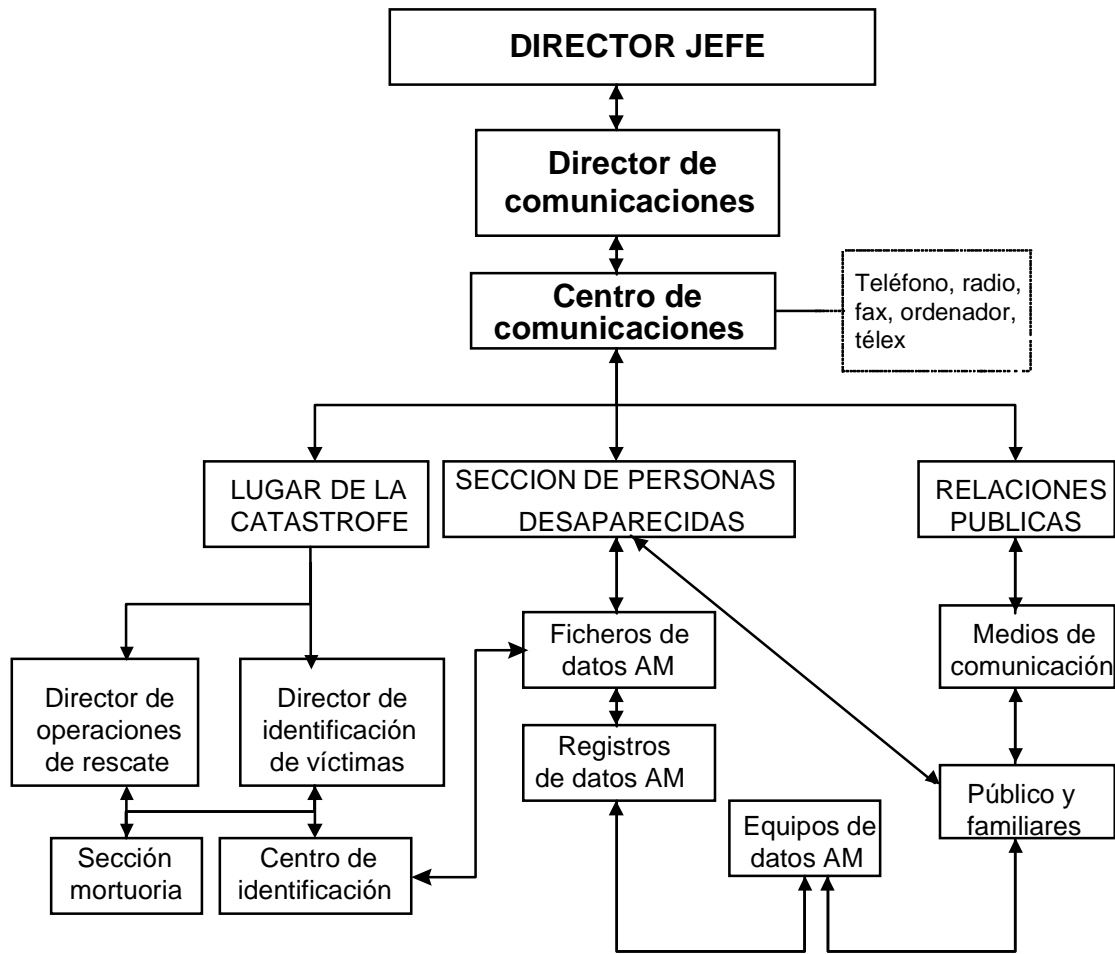 DIRECTOR JEFE
Director de
comunicaciones
Centro de
comunicaciones
Teléfono, radio,
fax, ordenador,
télex
LUGAR DE LA
CATASTROFE
SECCION DE PERSONAS
DESAPARECIDAS
RELACIONES
PUBLICAS
Ficheros de
datos AM
Medios de
comunicación
Director de
operaciones
de rescate
Director de
identificación
de víctimas
Registros
de datos AM
Público y
familiares
Equipos de
datos AM
Sección
mortuoria
Centro de
identificación